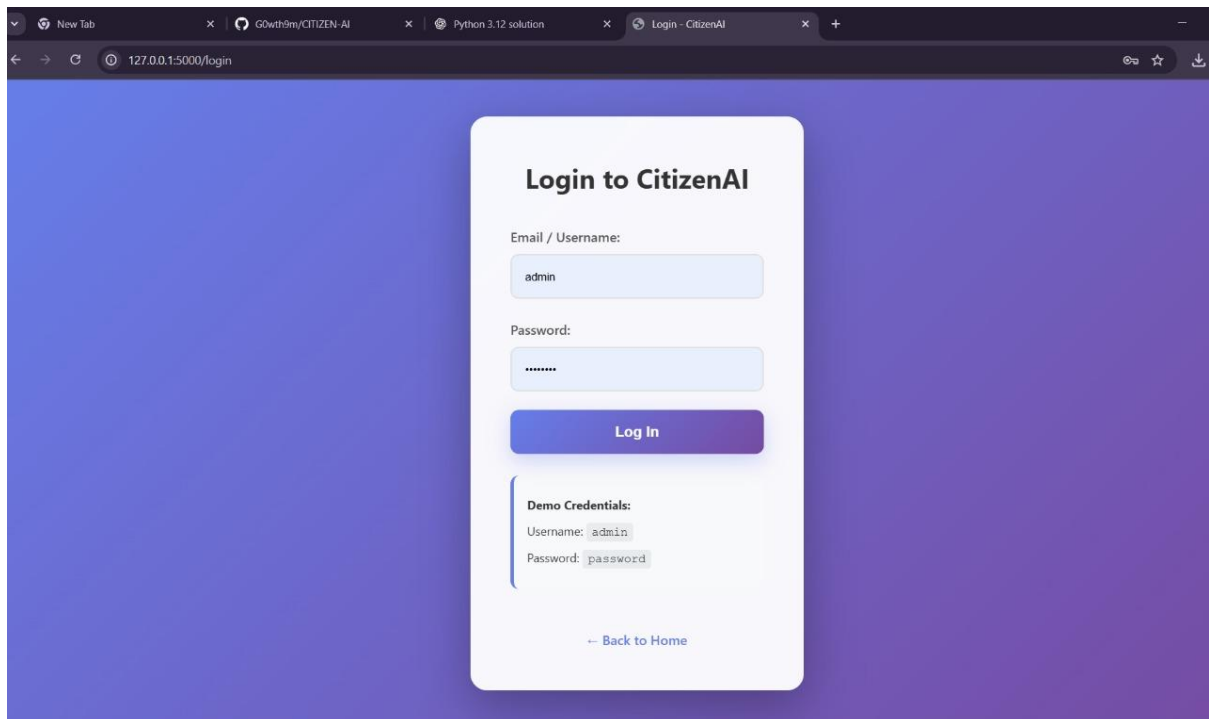 New Tab
G0wth9m/CITIZEN-AI
Python 3.12 solution
Login - CitizenAI
127.0.0.1:5000/login
Login to CitizenAI
Email / Username:
admin
Password:
••••••••
Log In
Demo Credentials:
Username: admin
Password: password
← Back to Home